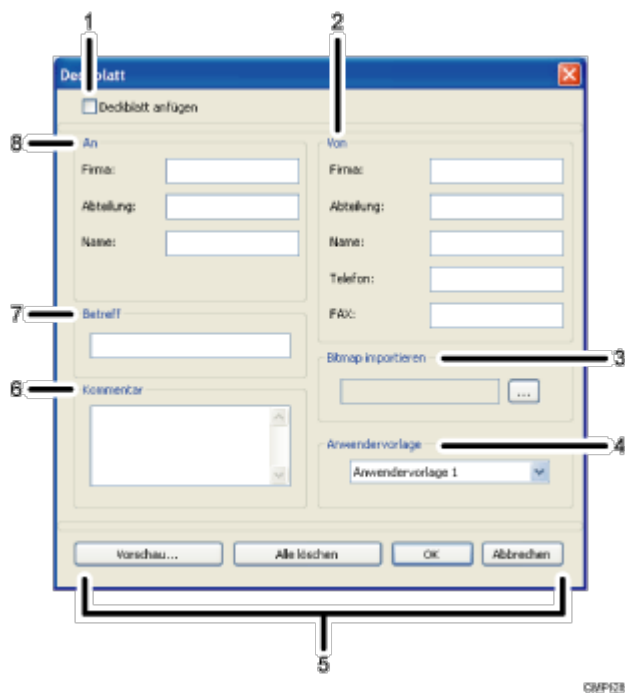 1
2
Deckblatt
Deckblatt anfügen
8
An
Von
Firma:
Firma:
Abteilung:
Abteilung:
Name:
Name:
Telefon:
7
Betreff
FAX:
Bitmap importieren
3
...
6
Kommentar
Anwendervorlage
4
Anwendervorlage 1
Vorschau...
Alle löschen
OK
Abbrechen
5